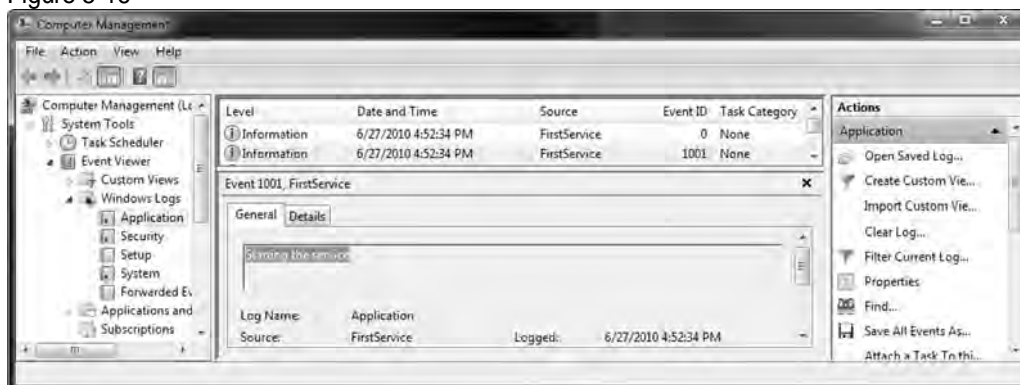 Computer Management
File Action View Help
Computer Management (Lc
System Tools
Task Scheduler
Event Viewer
Custom Views
Windows Logs
Application
Security
Setup
System
Forwarded Ev
Applications and
Subscriptions
Level Date and Time Source Event ID Task Category
Information 6/27/2010 4:52:34 PM FirstService 0 None
Information 6/27/2010 4:52:34 PM FirstService 1001 None
Event 1001, FirstService
General Details
Starting the service
Log Name: Application
Source: FirstService Logged: 6/27/2010 4:52:34 PM
Actions
Application
Open Saved Log...
Create Custom Vie...
Import Custom Vie...
Clear Log...
Filter Current Log...
Properties
Find...
Save All Events As...
Attach a Task To thi...